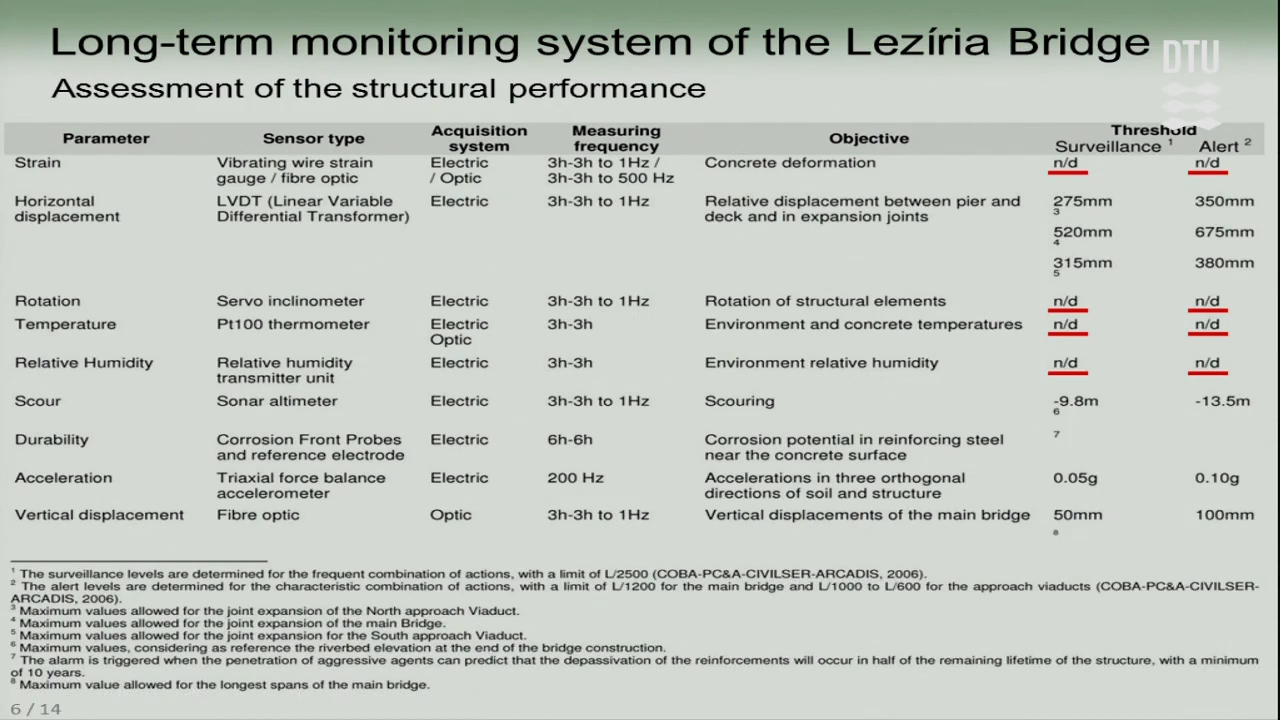 Long-term monitoring system of the Lezíria Bridge
DTU
Assessment of the structural performance
Parameter Sensor type Acquisition system Measuring frequency Objective Threshold
Surveillance 1 Alert 2
Strain Vibrating wire strain Electric 3h-3h to 1Hz / Concrete deformation n/d n/d
gauge / fibre optic / Optic 3h-3h to 500 Hz
Horizontal LVDT (Linear Variable Electric 3h-3h to 1Hz Relative displacement between pier and 275mm 350mm
displacement Differential Transformer) deck and in expansion joints 3
520mm 675mm
4
315mm 380mm
5
Rotation Servo inclinometer Electric 3h-3h to 1Hz Rotation of structural elements n/d n/d
Temperature Pt100 thermometer Electric 3h-3h Environment and concrete temperatures n/d n/d
Optic
Relative Humidity Relative humidity Electric 3h-3h Environment relative humidity n/d n/d
transmitter unit
Scour Sonar altimeter Electric 3h-3h to 1Hz Scouring -9.8m -13.5m
6
Durability Corrosion Front Probes Electric 6h-6h Corrosion potential in reinforcing steel 7
and reference electrode near the concrete surface
Acceleration Triaxial force balance Electric 200 Hz Accelerations in three orthogonal 0.05g 0.10g
accelerometer directions of soil and structure
Vertical displacement Fibre optic Optic 3h-3h to 1Hz Vertical displacements of the main bridge 50mm 100mm
8
1 The surveillance levels are determined for the frequent combination of actions, with a limit of L/2500 (COBA-PC&A-CIVILSER-ARCADIS, 2006).
2 The alert levels are determined for the characteristic combination of actions, with a limit of L/1200 for the main bridge and L/1000 to L/600 for the approach viaducts (COBA-PC&A-CIVILSER-
ARCADIS, 2006).
3 Maximum values allowed for the joint expansion of the North approach Viaduct.
4 Maximum values allowed for the joint expansion of the main Bridge.
5 Maximum values allowed for the joint expansion for the South approach Viaduct.
6 Maximum values, considering as reference the riverbed elevation at the end of the bridge construction.
7 The alarm is triggered when the penetration of aggressive agents can predict that the depassivation of the reinforcements will occur in half of the remaining lifetime of the structure, with a minimum
of 10 years.
8 Maximum value allowed for the longest spans of the main bridge.
6 / 14